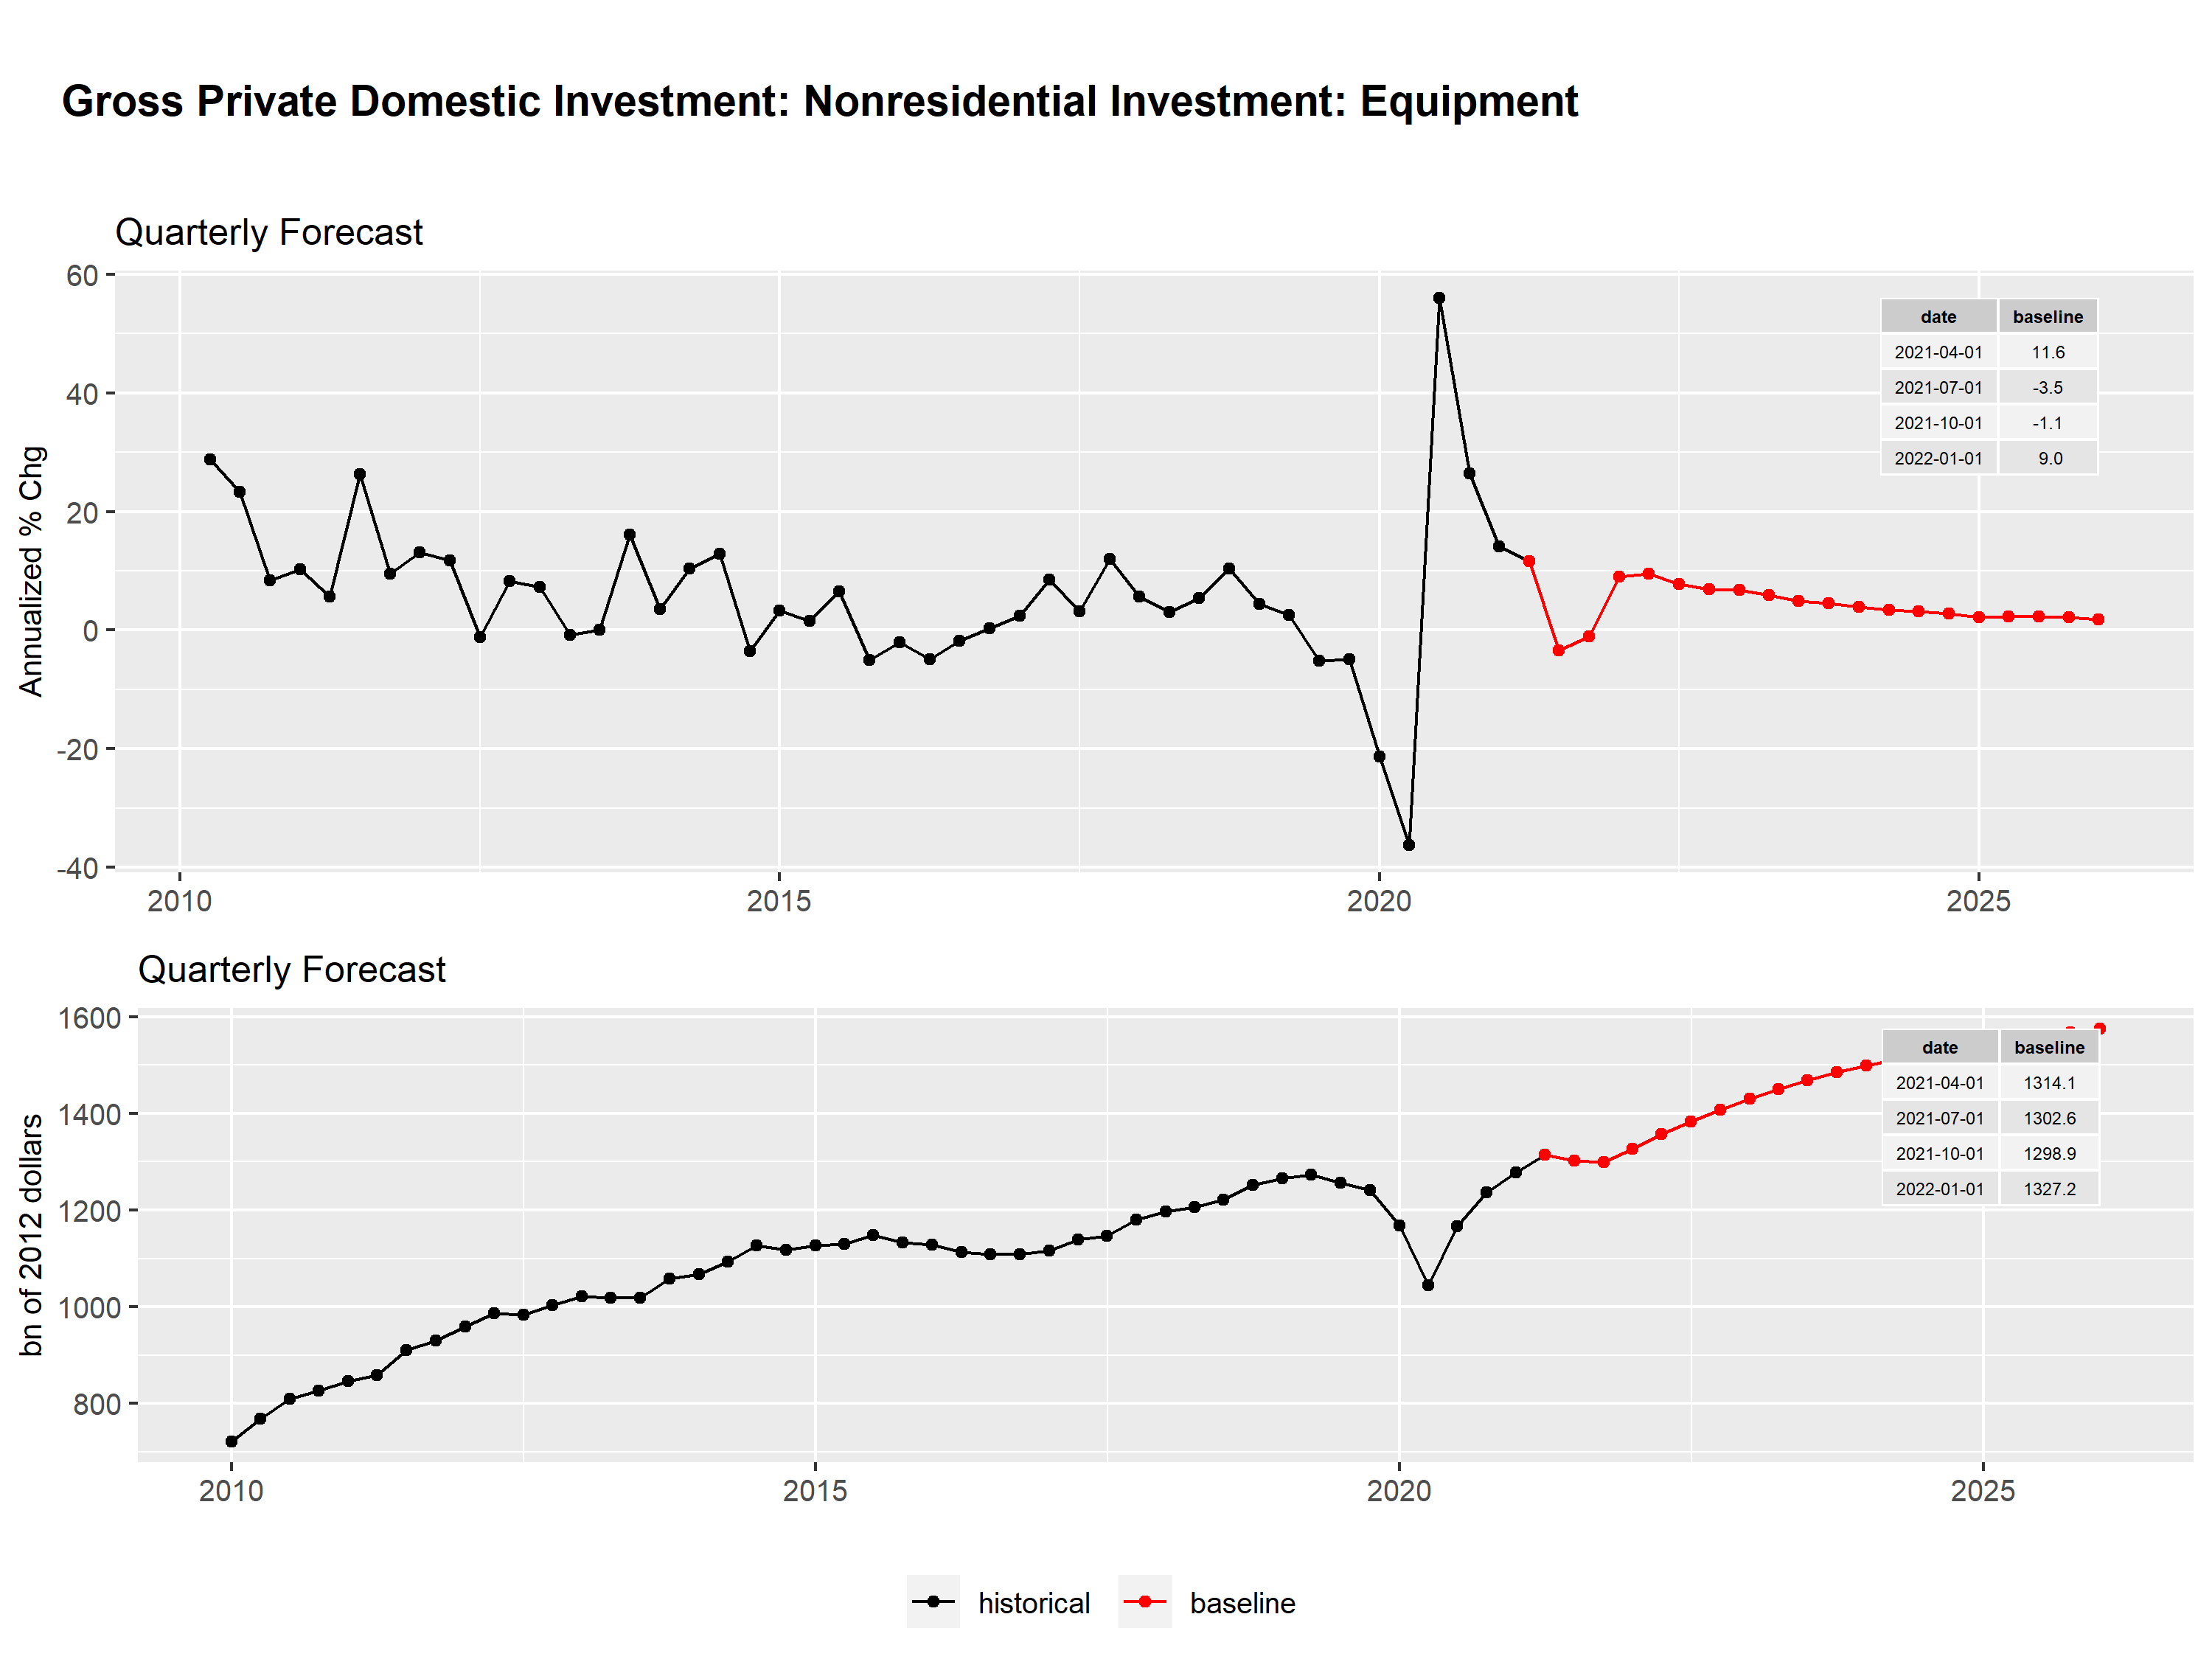 Gross Private Domestic Investment: Nonresidential Investment: Equipment
Quarterly Forecast
Annualized % Chg
60
40
20
0
-20
-40
date baseline
2021-04-01 11.6
2021-07-01 -3.5
2021-10-01 -1.1
2022-01-01 9.0
2010 2015 2020 2025
Quarterly Forecast
bn of 2012 dollars
1600
1400
1200
1000
800
date baseline
2021-04-01 1314.1
2021-07-01 1302.6
2021-10-01 1298.9
2022-01-01 1327.2
2010 2015 2020 2025
historical baseline